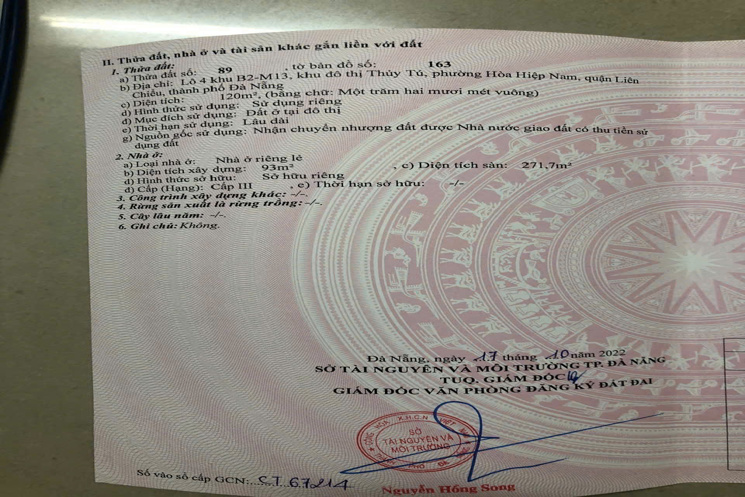 II. Thửa đất, nhà ở và tài sản khác gắn liền với đất
1. Thửa đất:
a) Thửa đất số: 89 , tờ bản đồ số: 163
b) Địa chỉ: Lô 4 khu B2-M13, khu đô thị Thủy Tú, phường Hòa Hiệp Nam, quận Liên
Chiểu, thành phố Đà Nẵng
c) Diện tích: 120m², (bằng chữ: Một trăm hai mươi mét vuông)
d) Hình thức sử dụng: Sử dụng riêng
đ) Mục đích sử dụng: Đất ở tại đô thị
e) Thời hạn sử dụng: Lâu dài
g) Nguồn gốc sử dụng: Nhận chuyển nhượng đất được Nhà nước giao đất có thu tiền sử
dụng đất
2. Nhà ở:
a) Loại nhà ở: Nhà ở riêng lẻ
b) Diện tích xây dựng: 93m² , c) Diện tích sàn: 271,7m²
d) Hình thức sở hữu: Sở hữu riêng
đ) Cấp (Hạng): Cấp III , e) Thời hạn sở hữu: -/-
3. Công trình xây dựng khác: -/-.
4. Rừng sản xuất là rừng trồng: -/-.
5. Cây lâu năm: -/-.
6. Ghi chú: Không.
Đà Nẵng, ngày 17 tháng 10 năm 2022
SỞ TÀI NGUYÊN VÀ MÔI TRƯỜNG TP. ĐÀ NẴNG
TUQ. GIÁM ĐỐC
GIÁM ĐỐC VĂN PHÒNG ĐĂNG KÝ ĐẤT ĐAI
SỞ
TÀI NGUYÊN VÀ
MÔI TRƯỜNG
Số vào sổ cấp GCN: CT 67214
Nguyễn Hồng Song